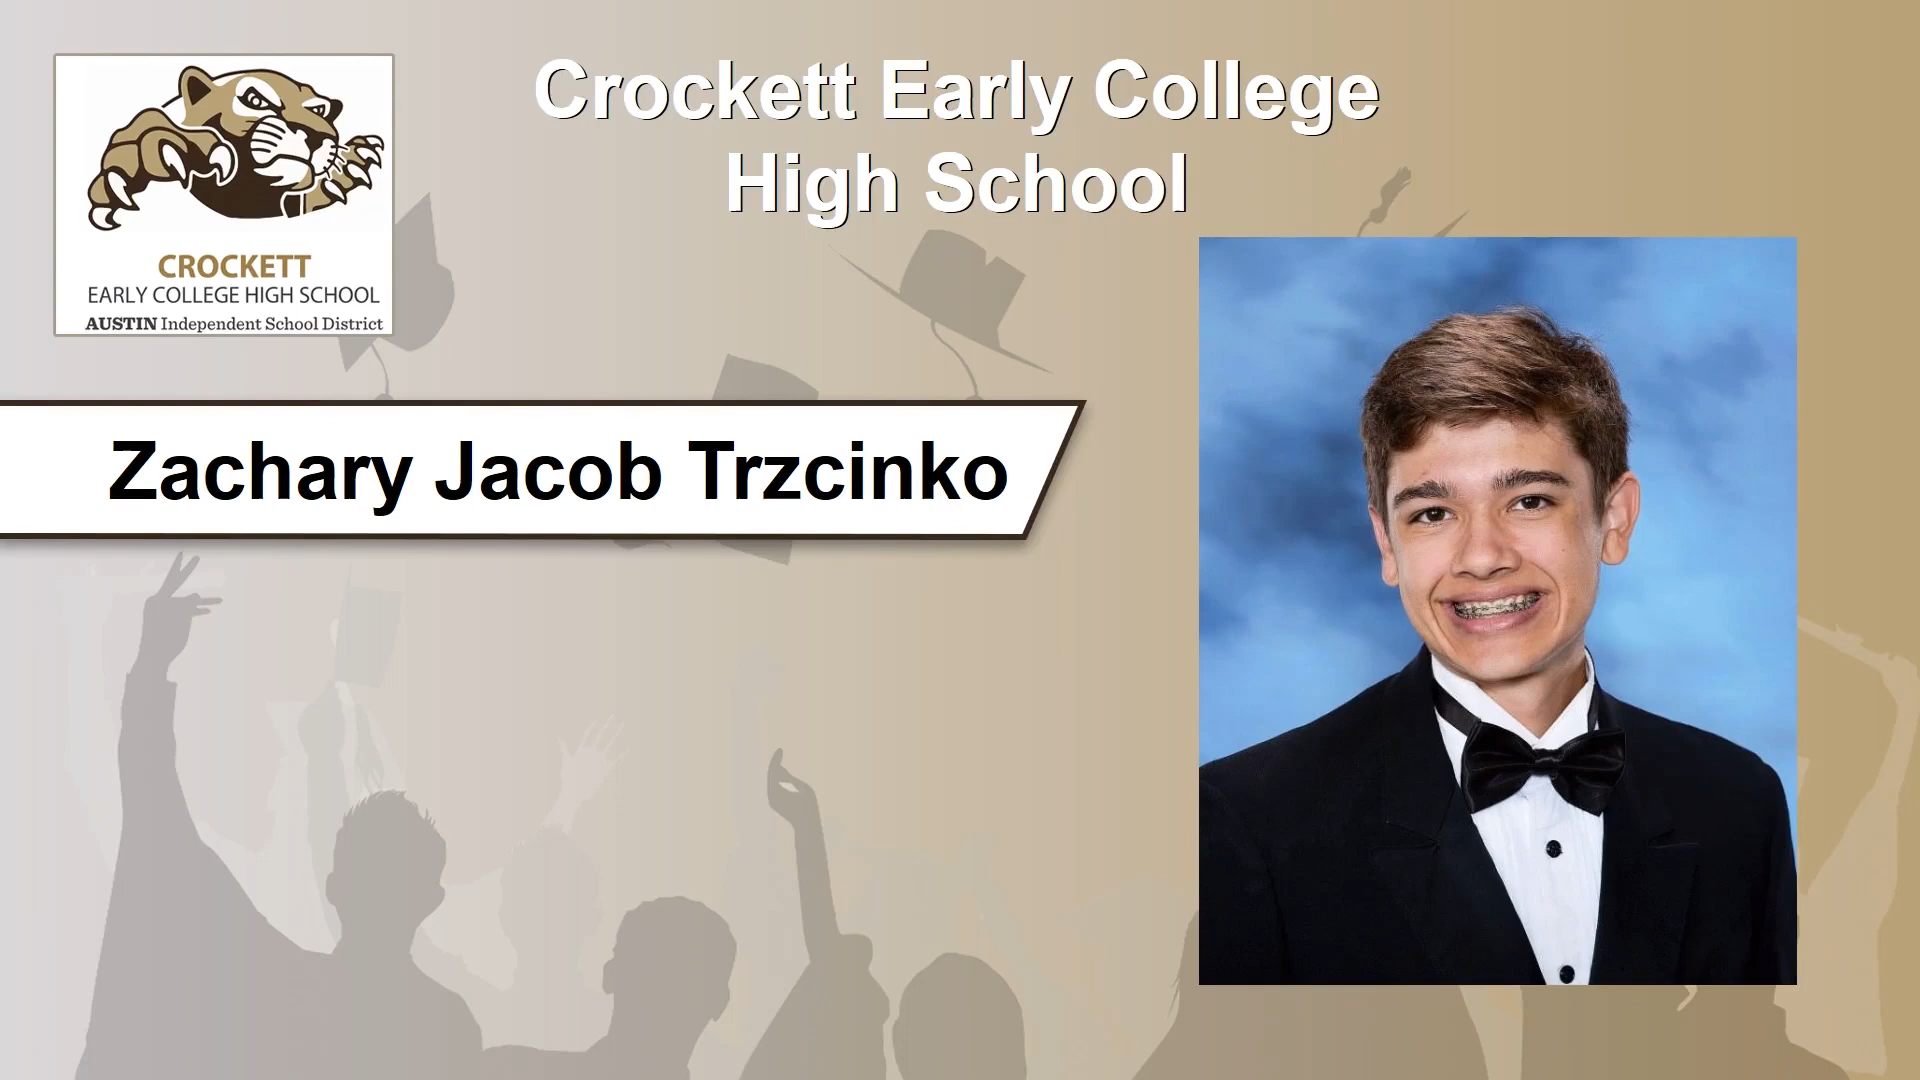 Crockett Early College
High School
CROCKETT
EARLY COLLEGE HIGH SCHOOL
AUSTIN Independent School District
Zachary Jacob Trzcinko